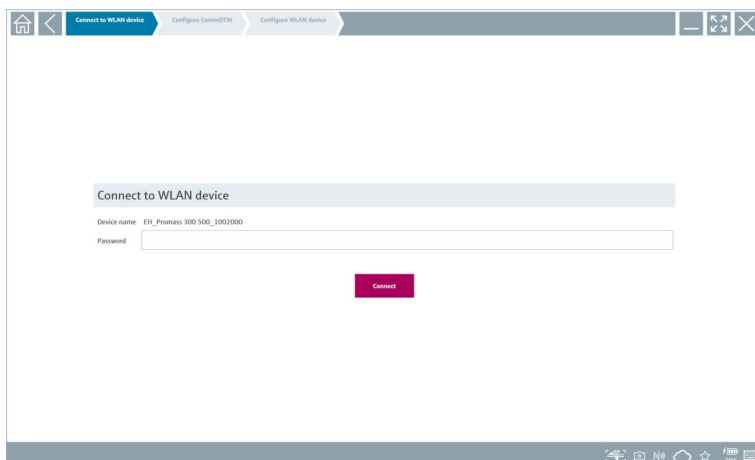 Connect to WLAN device
Configure CommDTM
Configure WLAN device
Connect to WLAN device
Device name EH_Promass 300 500_1002000
Password
Connect